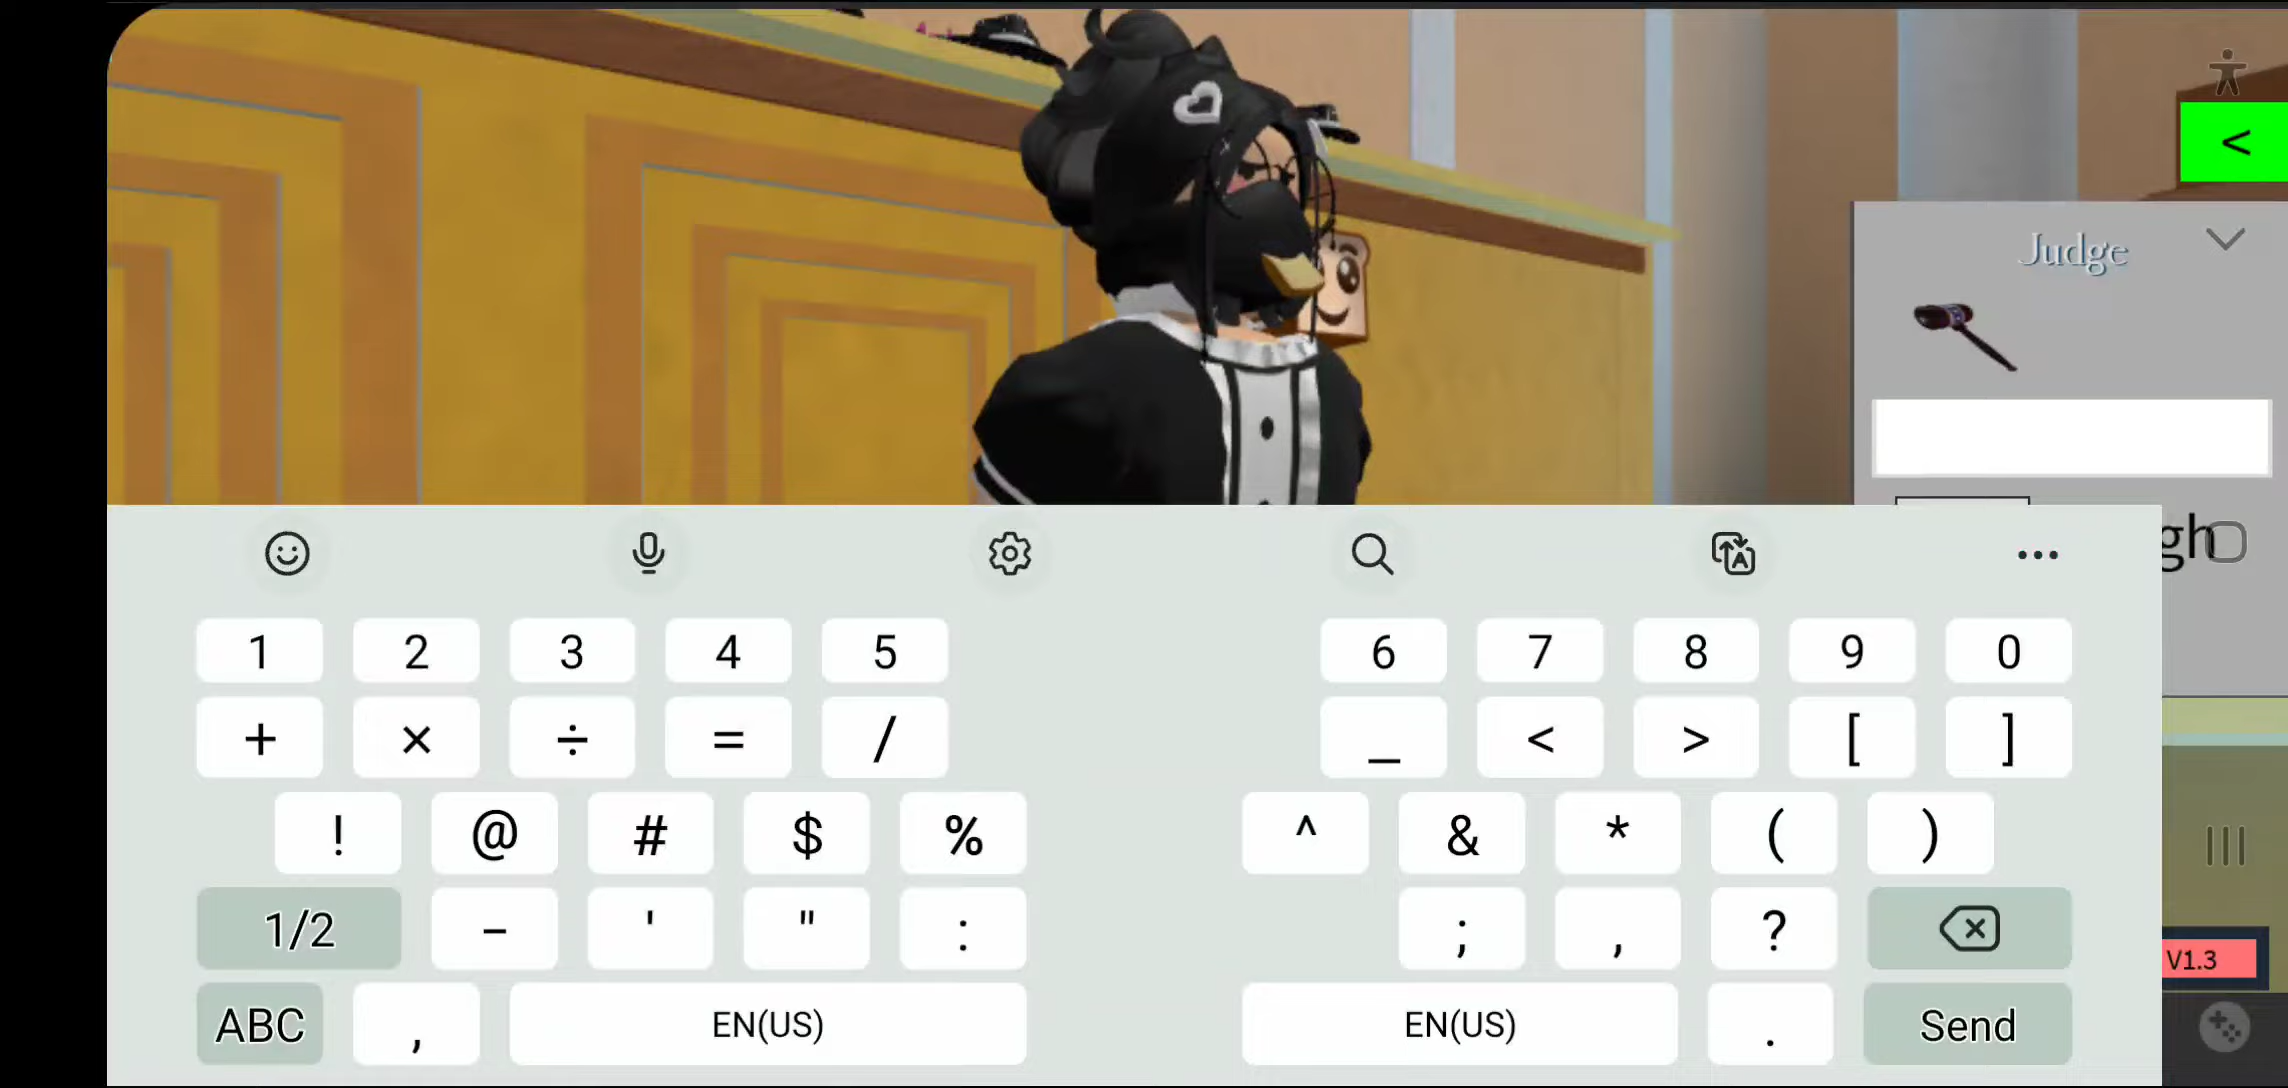 <
Judge
gh
1 2 3 4 5 6 7 8 9 0
+ × ÷ = / _ < > [ ]
! @ # $ % ^ & * ( )
1/2 - ' " : ; , ?
V1.3
ABC , EN(US) EN(US) . Send